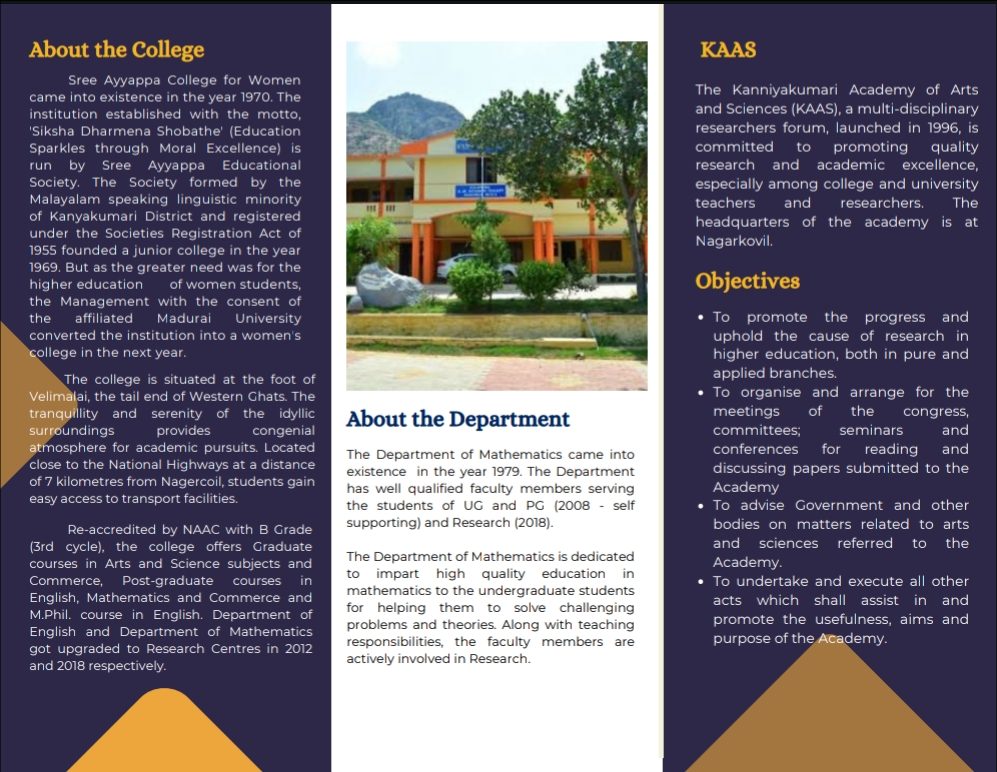 About the College
Sree Ayyappa College for Women
came into existence in the year 1970. The
institution established with the motto,
'Siksha Dharmena Shobathe' (Education
Sparkles through Moral Excellence) is
run by Sree Ayyappa Educational
Society. The Society formed by the
Malayalam speaking linguistic minority
of Kanyakumari District and registered
under the Societies Registration Act of
1955 founded a junior college in the year
1969. But as the greater need was for the
higher education of women students,
the Management with the consent of
the affiliated Madurai University
converted the institution into a women's
college in the next year.
The college is situated at the foot of
Velimalai, the tail end of Western Ghats. The
tranquillity and serenity of the idyllic
surroundings provides congenial
atmosphere for academic pursuits. Located
close to the National Highways at a distance
of 7 kilometres from Nagercoil, students gain
easy access to transport facilities.
Re-accredited by NAAC with B Grade
(3rd cycle), the college offers Graduate
courses in Arts and Science subjects and
Commerce, Post-graduate courses in
English, Mathematics and Commerce and
M.Phil. course in English. Department of
English and Department of Mathematics
got upgraded to Research Centres in 2012
and 2018 respectively.
About the Department
The Department of Mathematics came into
existence in the year 1979. The Department
has well qualified faculty members serving
the students of UG and PG (2008 - self
supporting) and Research (2018).
The Department of Mathematics is dedicated
to impart high quality education in
mathematics to the undergraduate students
for helping them to solve challenging
problems and theories. Along with teaching
responsibilities, the faculty members are
actively involved in Research.
KAAS
The Kanniyakumari Academy of Arts
and Sciences (KAAS), a multi-disciplinary
researchers forum, launched in 1996, is
committed to promoting quality
research and academic excellence,
especially among college and university
teachers and researchers. The
headquarters of the academy is at
Nagarkovil.
Objectives
• To promote the progress and
uphold the cause of research in
higher education, both in pure and
applied branches.
• To organise and arrange for the
meetings of the congress,
committees; seminars and
conferences for reading and
discussing papers submitted to the
Academy
• To advise Government and other
bodies on matters related to arts
and sciences referred to the
Academy.
• To undertake and execute all other
acts which shall assist in and
promote the usefulness, aims and
purpose of the Academy.